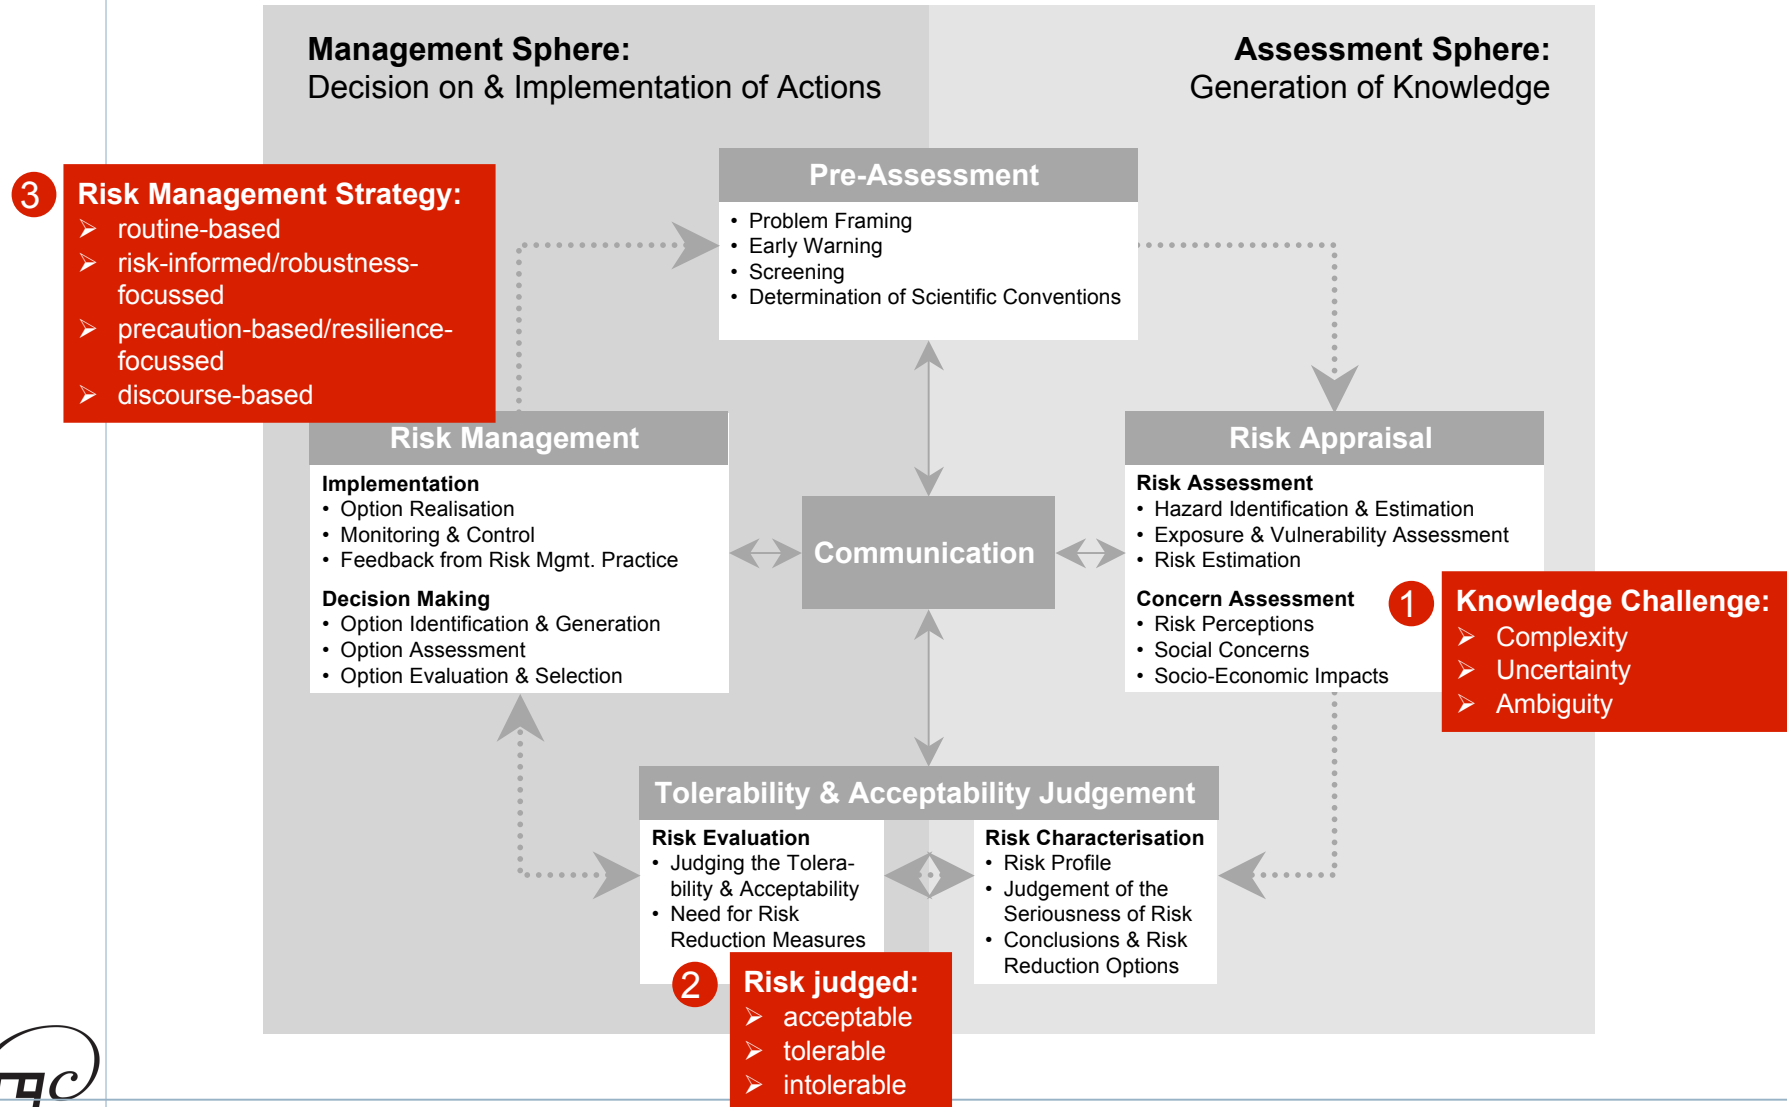 Management Sphere:
Decision on & Implementation of Actions
Assessment Sphere:
Generation of Knowledge
3
Risk Management Strategy:
➢ routine-based
➢ risk-informed/robustness-
focussed
➢ precaution-based/resilience-
focussed
➢ discourse-based
Pre-Assessment
• Problem Framing
• Early Warning
• Screening
• Determination of Scientific Conventions
Risk Management
Implementation
• Option Realisation
• Monitoring & Control
• Feedback from Risk Mgmt. Practice
Decision Making
• Option Identification & Generation
• Option Assessment
• Option Evaluation & Selection
Communication
Risk Appraisal
Risk Assessment
• Hazard Identification & Estimation
• Exposure & Vulnerability Assessment
• Risk Estimation
Concern Assessment
• Risk Perceptions
• Social Concerns
• Socio-Economic Impacts
1
Knowledge Challenge:
➢ Complexity
➢ Uncertainty
➢ Ambiguity
Tolerability & Acceptability Judgement
Risk Evaluation
• Judging the Tolera-
bility & Acceptability
• Need for Risk
Reduction Measures
Risk Characterisation
• Risk Profile
• Judgement of the
Seriousness of Risk
• Conclusions & Risk
Reduction Options
2
Risk judged:
➢ acceptable
➢ tolerable
➢ intolerable